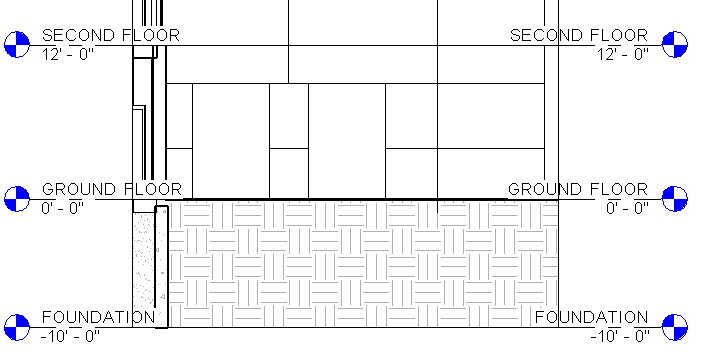 SECOND FLOOR
12' - 0"
SECOND FLOOR
12' - 0"
GROUND FLOOR
0' - 0"
GROUND FLOOR
0' - 0"
FOUNDATION
-10' - 0"
FOUNDATION
-10' - 0"